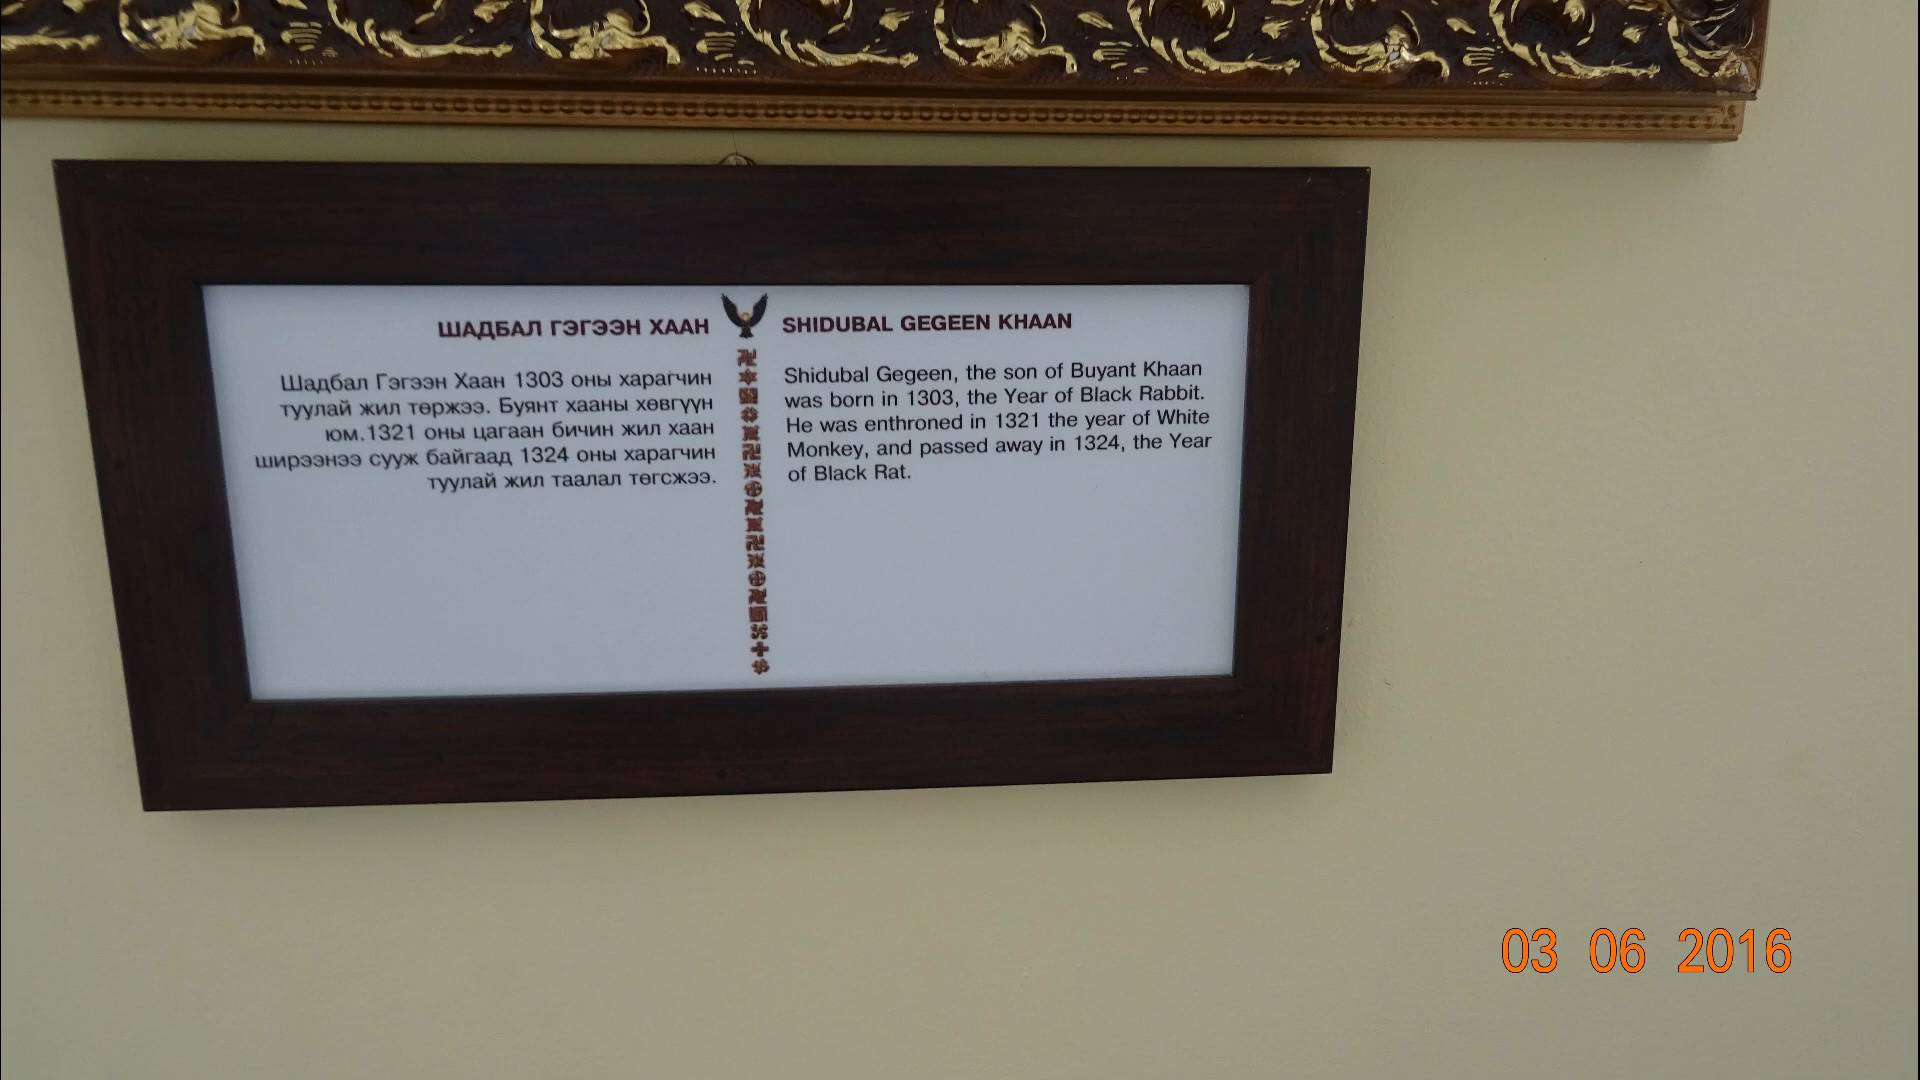 ШАДБАЛ ГЭГЭЭН ХААН
Шадбал Гэгээн Хаан 1303 оны харагчин
туулай жил төржээ. Буянт хааны хөвгүүн
юм.1321 оны цагаан бичин жил хаан
ширээнээ сууж байгаад 1324 оны харагчин
туулай жил таалал төгсжээ.
SHIDUBAL GEGEEN KHAAN
Shidubal Gegeen, the son of Buyant Khaan
was born in 1303, the Year of Black Rabbit.
He was enthroned in 1321 the year of White
Monkey, and passed away in 1324, the Year
of Black Rat.
03 06 2016